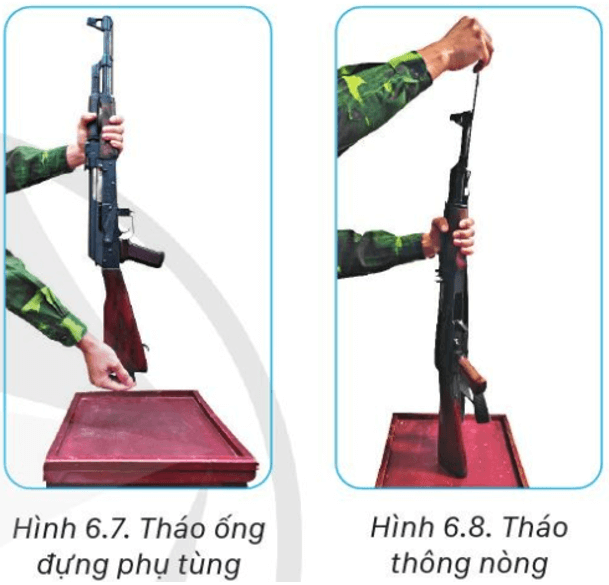 Hình 6.7. Tháo ống
đựng phụ tùng
Hình 6.8. Tháo
thông nòng